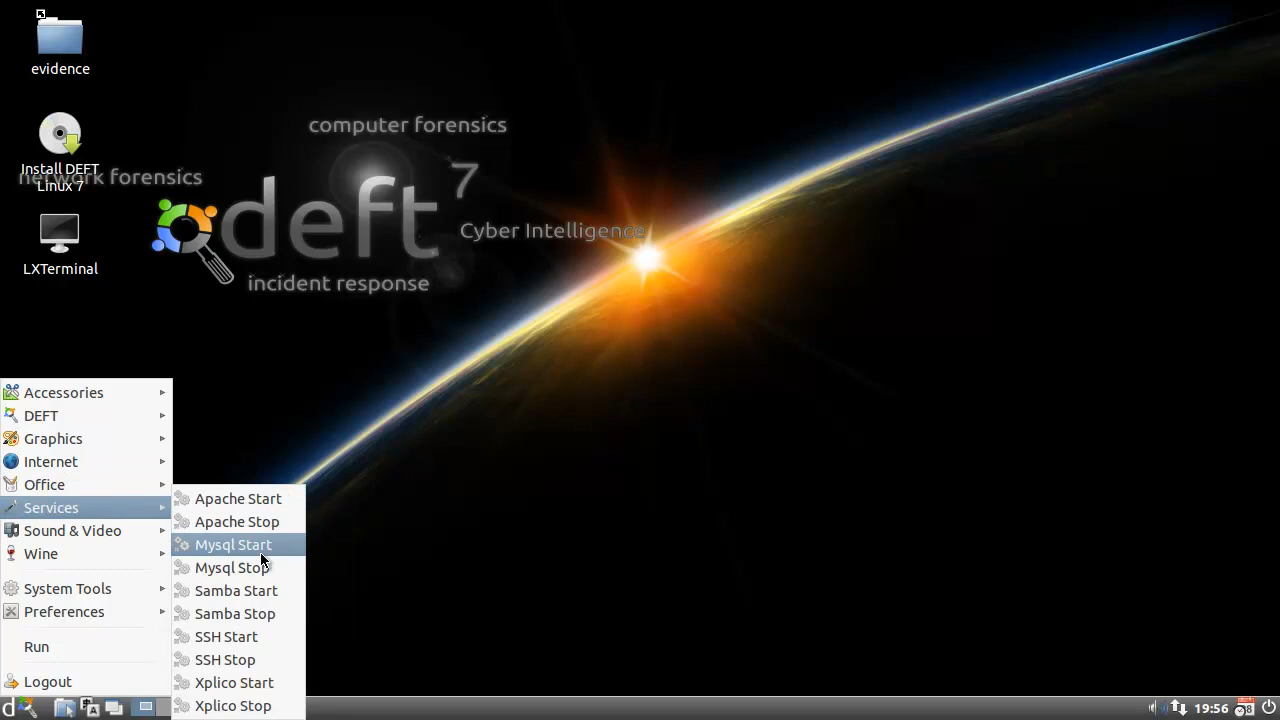 evidence
Install DEFT
Linux 7
LXTerminal
computer forensics
network forensics
deft 7
Cyber Intelligence
incident response
Accessories
DEFT
Graphics
Internet
Office
Services
Sound & Video
Wine
System Tools
Preferences
Run
Logout
Apache Start
Apache Stop
Mysql Start
Mysql Stop
Samba Start
Samba Stop
SSH Start
SSH Stop
Xplico Start
Xplico Stop
d
19:56
8